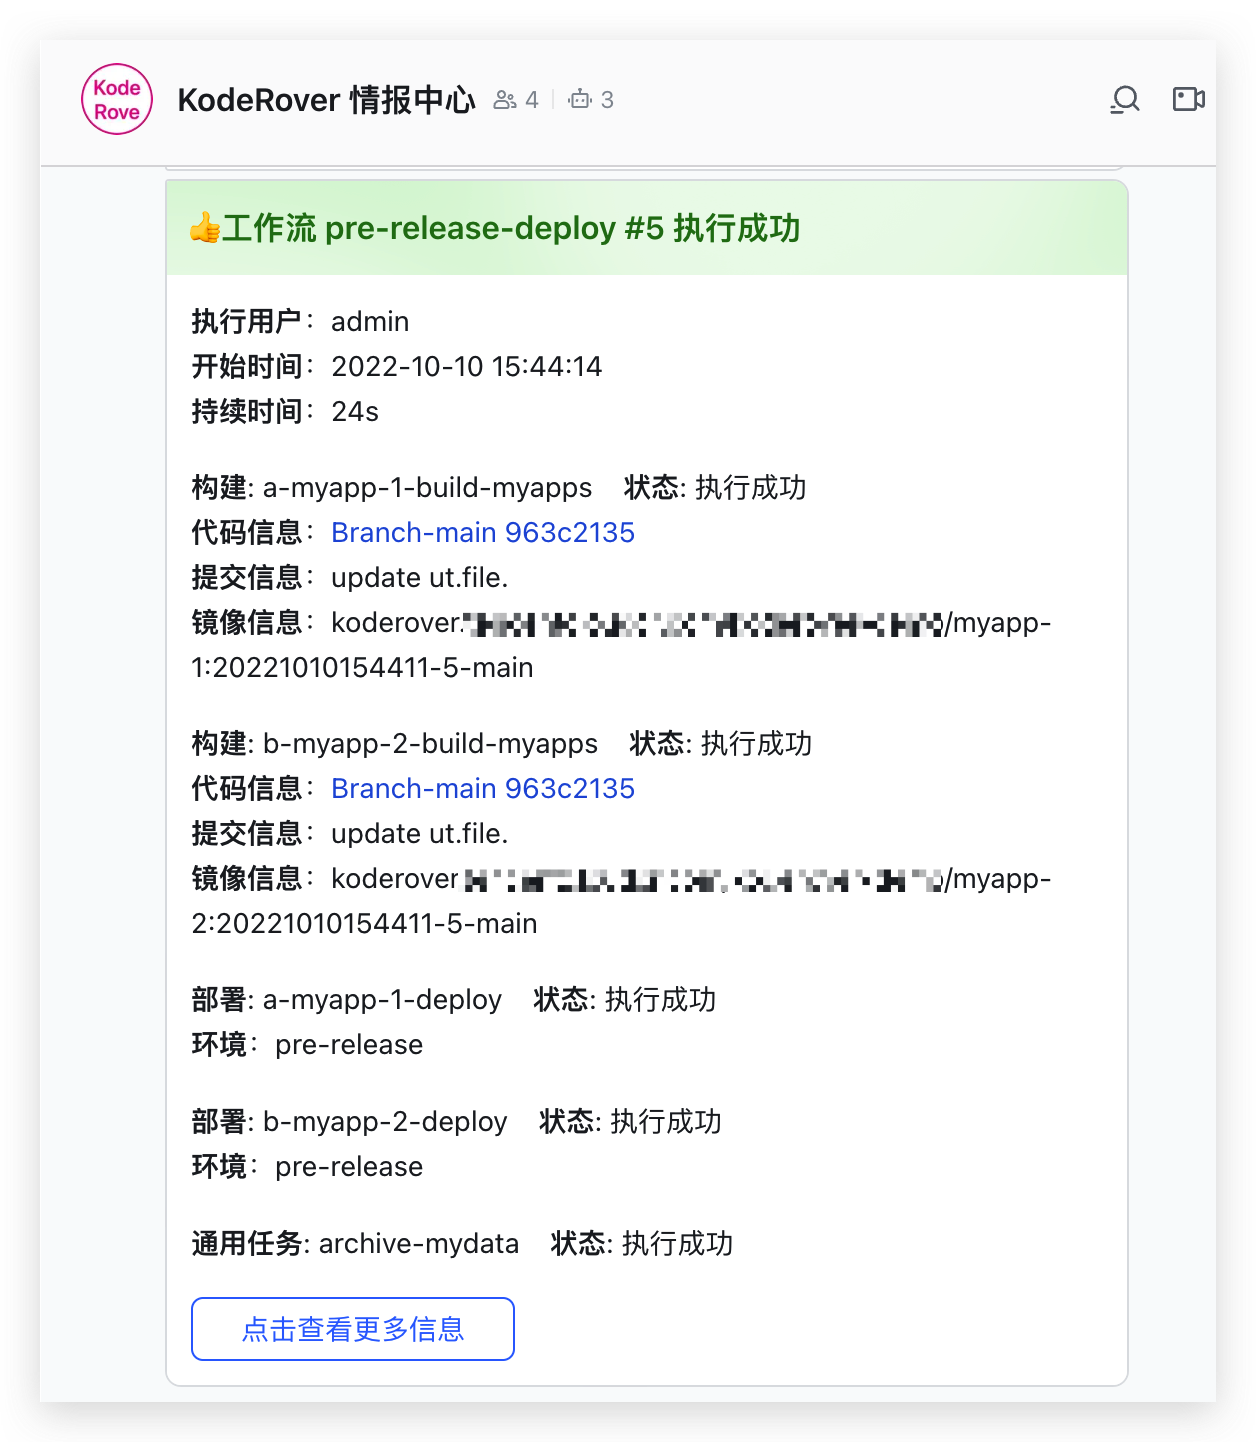 Kode
Rove
KodeRover 情报中心 4 3
👍工作流 pre-release-deploy #5 执行成功
执行用户： admin
开始时间： 2022-10-10 15:44:14
持续时间： 24s
构建: a-myapp-1-build-myapps 状态: 执行成功
代码信息： Branch-main 963c2135
提交信息： update ut.file.
镜像信息： koderover. /myapp-
1:20221010154411-5-main
构建: b-myapp-2-build-myapps 状态: 执行成功
代码信息： Branch-main 963c2135
提交信息： update ut.file.
镜像信息： koderover /myapp-
2:20221010154411-5-main
部署: a-myapp-1-deploy 状态: 执行成功
环境： pre-release
部署: b-myapp-2-deploy 状态: 执行成功
环境： pre-release
通用任务: archive-mydata 状态: 执行成功
点击查看更多信息